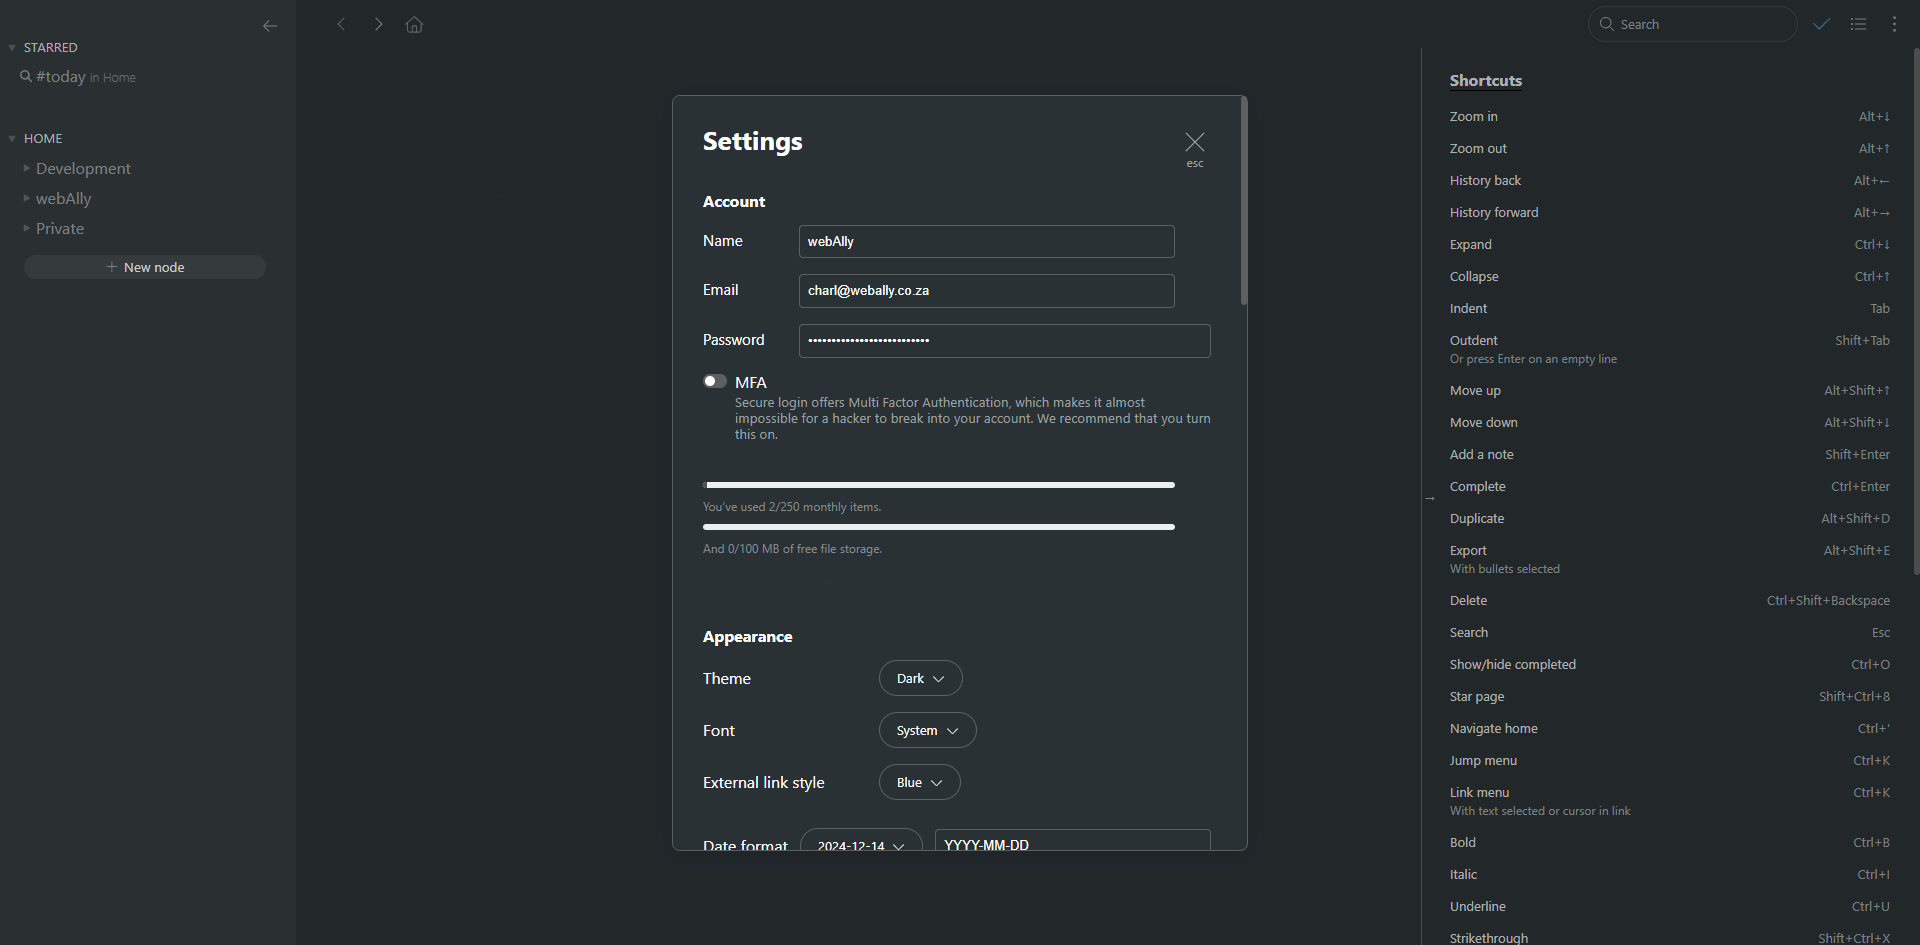 STARRED
#today in Home
HOME
Development
webAlly
Private
New node
Search
Settings
esc
Account
Name
webAlly
Email
charl@webally.co.za
Password
••••••••••••••••••••••••••
MFA
Secure login offers Multi Factor Authentication, which makes it almost
impossible for a hacker to break into your account. We recommend that you turn
this on.
You've used 2/250 monthly items.
And 0/100 MB of free file storage.
Appearance
Theme
Dark
Font
System
External link style
Blue
Date format
2024-12-14
YYYY-MM-DD
Shortcuts
Zoom in Alt+↓
Zoom out Alt+↑
History back Alt+←
History forward Alt+→
Expand Ctrl+↓
Collapse Ctrl+↑
Indent Tab
Outdent Shift+Tab
Or press Enter on an empty line
Move up Alt+Shift+↑
Move down Alt+Shift+↓
Add a note Shift+Enter
Complete Ctrl+Enter
Duplicate Alt+Shift+D
Export Alt+Shift+E
With bullets selected
Delete Ctrl+Shift+Backspace
Search Esc
Show/hide completed Ctrl+O
Star page Shift+Ctrl+8
Navigate home Ctrl+'
Jump menu Ctrl+K
Link menu Ctrl+K
With text selected or cursor in link
Bold Ctrl+B
Italic Ctrl+I
Underline Ctrl+U
Strikethrough Shift+Ctrl+X